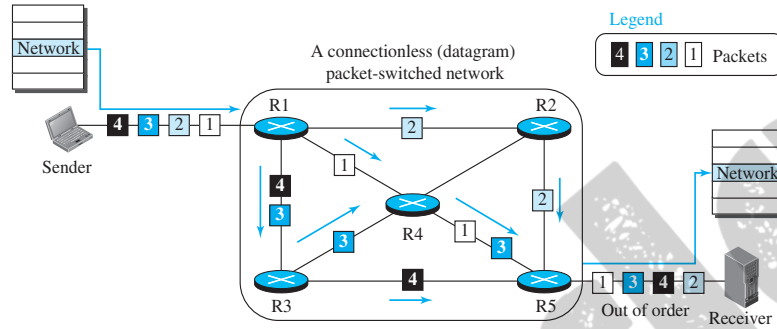 Legend
Network
A connectionless (datagram)
packet-switched network
4 3 2 1 Packets
R1
R2
2
4 3 2 1
Sender
1
4
3
Network
2
R4
3
1
3
R3
4
R5
1 3 4 2
Out of order
Receiver